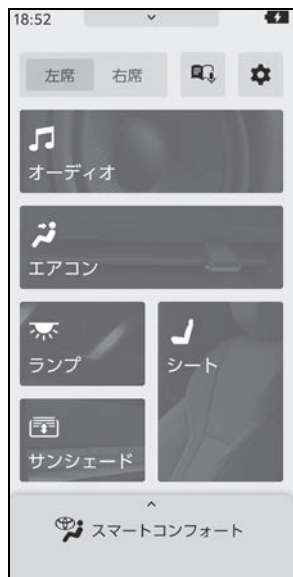 18:52
左席 右席
オーディオ
エアコン
ランプ
シート
サンシェード
スマートコンフォート